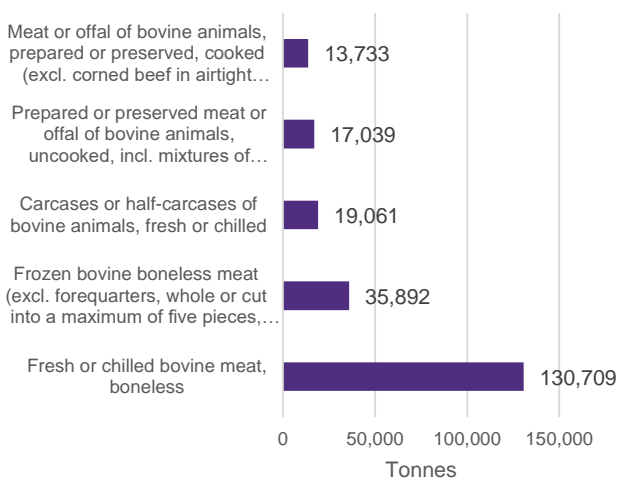 Meat or offal of bovine animals,
prepared or preserved, cooked
(excl. corned beef in airtight…
13,733
Prepared or preserved meat or
offal of bovine animals,
uncooked, incl. mixtures of…
17,039
Carcases or half-carcases of
bovine animals, fresh or chilled
19,061
Frozen bovine boneless meat
(excl. forequarters, whole or cut
into a maximum of five pieces,…
35,892
Fresh or chilled bovine meat,
boneless
130,709
0 50,000 100,000 150,000
Tonnes